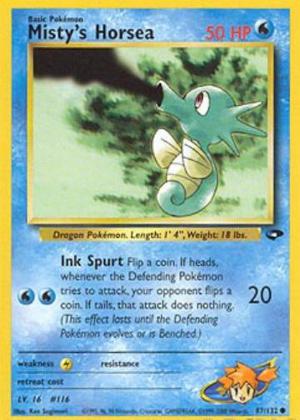 Basic Pokémon
Misty's Horsea 50 HP
Dragon Pokémon. Length: 1' 4", Weight: 18 lbs.
Ink Spurt Flip a coin. If heads,
whenever the Defending Pokémon
tries to attack, your opponent flips a
coin. If tails, that attack does nothing.
(This effect lasts until the Defending
Pokémon evolves or is Benched.)
20
weakness resistance
retreat cost
LV. 16 #116
Illus. Ken Sugimori
87/132